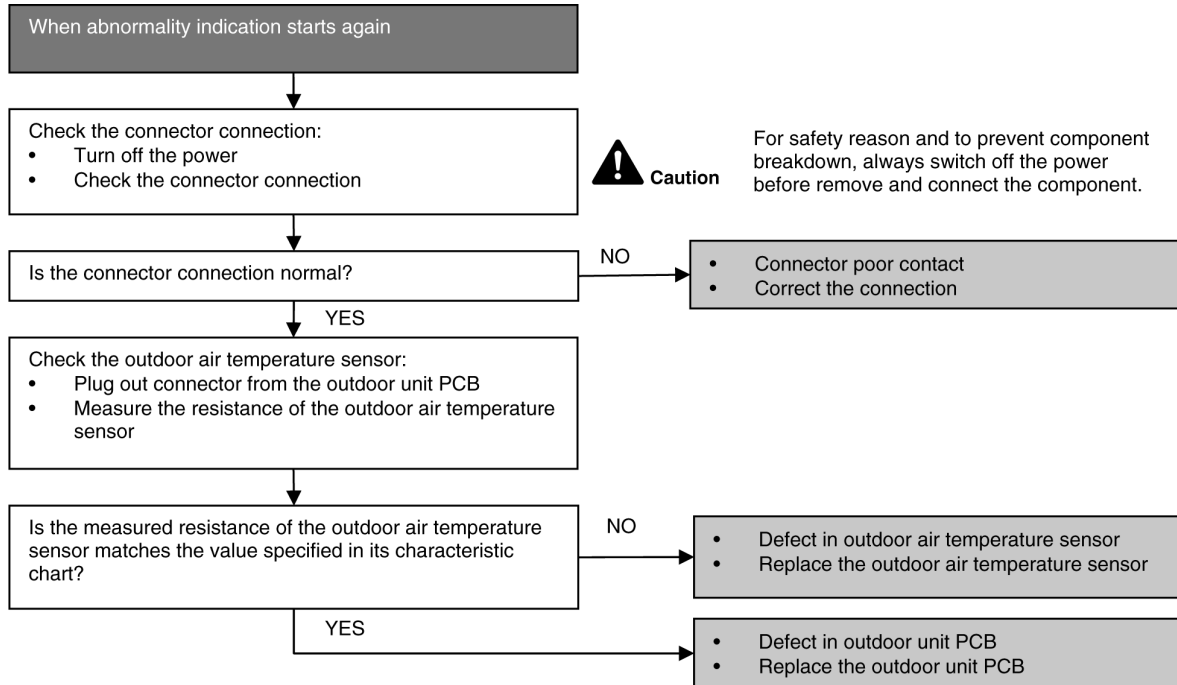 When abnormality indication starts again
Check the connector connection:
• Turn off the power
• Check the connector connection
Caution
For safety reason and to prevent component
breakdown, always switch off the power
before remove and connect the component.
Is the connector connection normal?
NO
• Connector poor contact
• Correct the connection
YES
Check the outdoor air temperature sensor:
• Plug out connector from the outdoor unit PCB
• Measure the resistance of the outdoor air temperature
sensor
Is the measured resistance of the outdoor air temperature
sensor matches the value specified in its characteristic
chart?
NO
• Defect in outdoor air temperature sensor
• Replace the outdoor air temperature sensor
YES
• Defect in outdoor unit PCB
• Replace the outdoor unit PCB